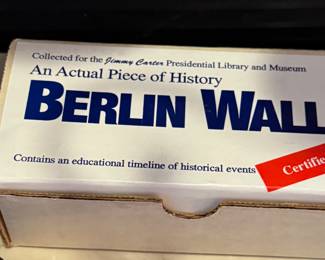 Collected for the Jimmy Carter Presidential Library and Museum
An Actual Piece of History
BERLIN WALL
Contains an educational timeline of historical events